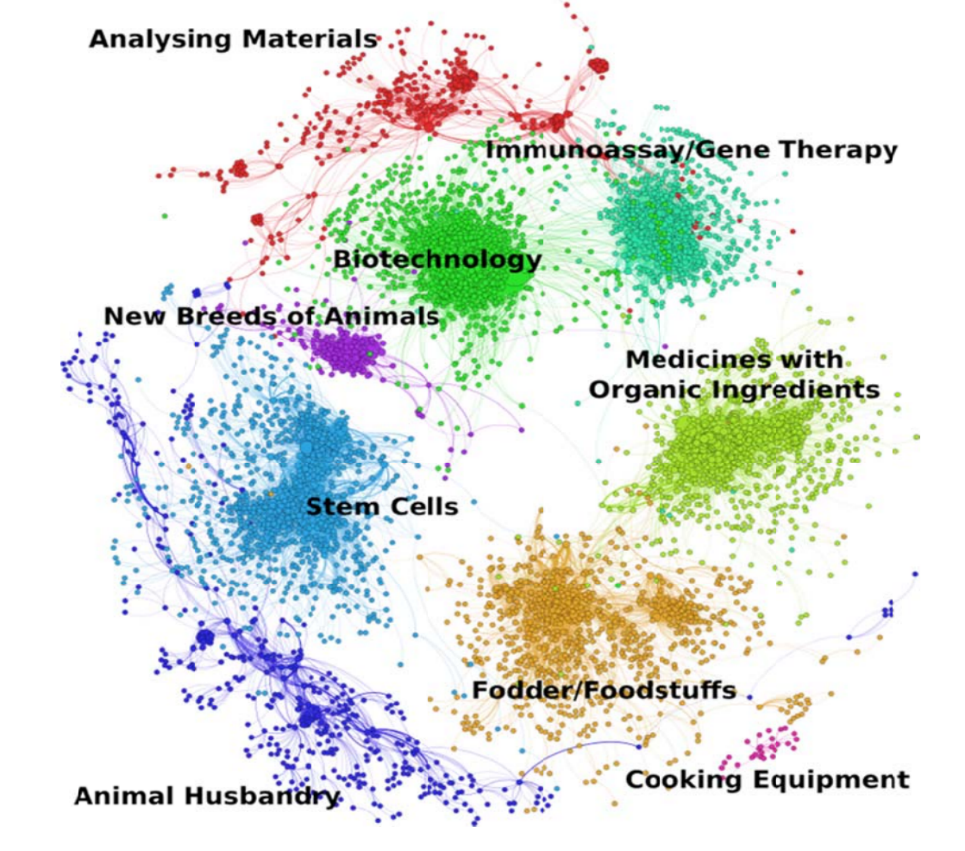 Analysing Materials
Immunoassay/Gene Therapy
Biotechnology
New Breeds of Animals
Medicines with
Organic Ingredients
Stem Cells
Fodder/Foodstuffs
Cooking Equipment
Animal Husbandry